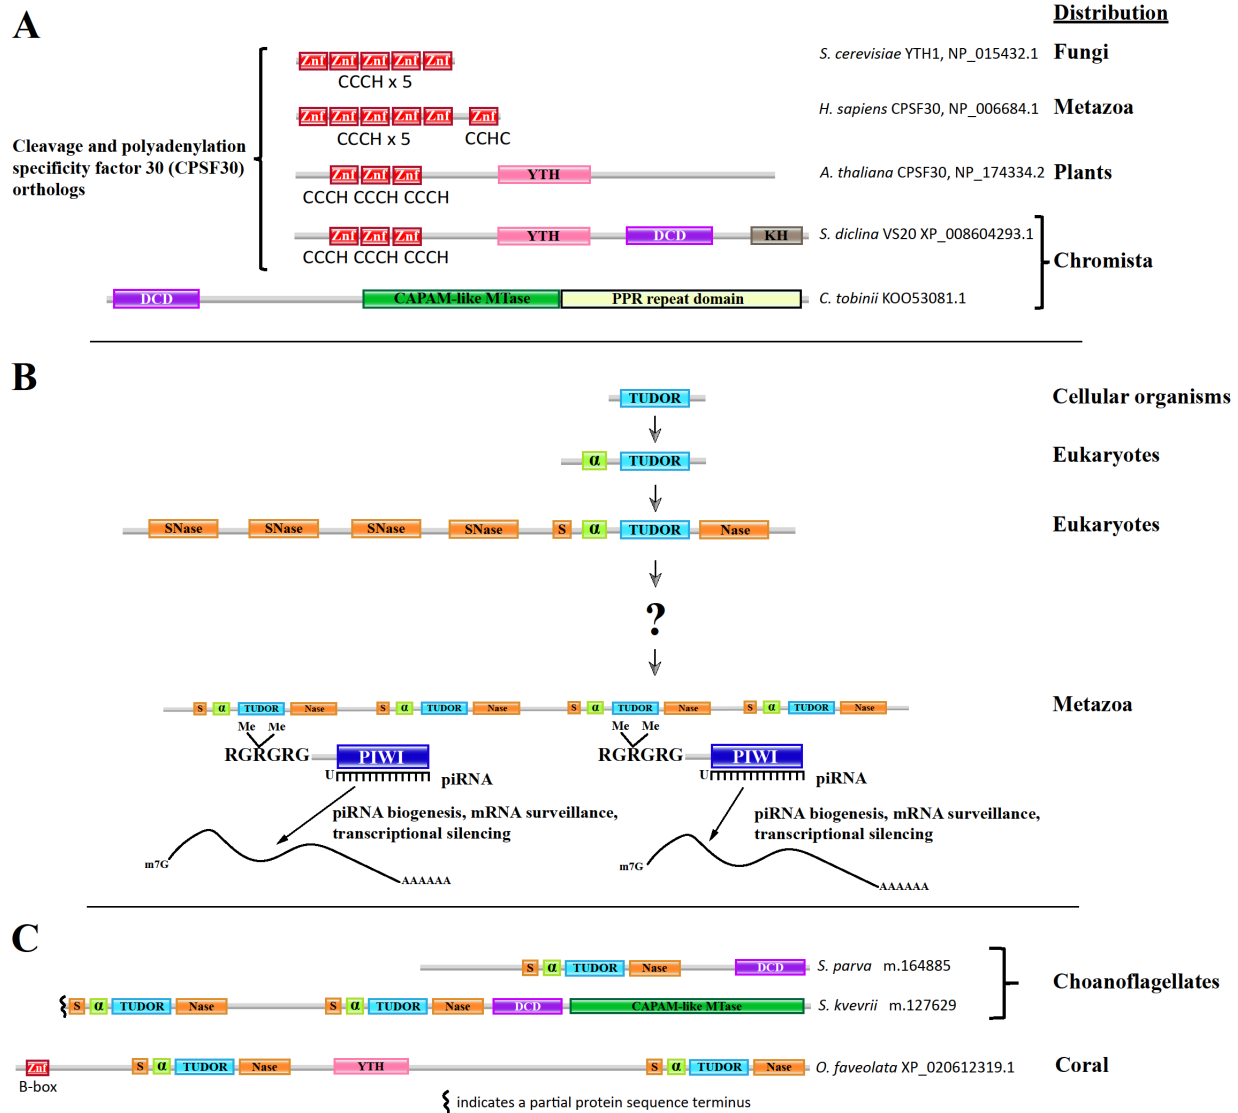 A
Distribution
Znf Znf Znf Znf Znf
CCCH x 5
S. cerevisiae YTH1, NP_015432.1
Fungi
Znf Znf Znf Znf Znf Znf
CCCH x 5
CCHC
H. sapiens CPSF30, NP_006684.1
Metazoa
Cleavage and polyadenylation
specificity factor 30 (CPSF30)
orthologs
Znf Znf Znf YTH
CCCH CCCH CCCH
A. thaliana CPSF30, NP_174334.2
Plants
Znf Znf Znf YTH DCD KH
CCCH CCCH CCCH
S. diclina VS20 XP_008604293.1
Chromista
DCD CAPAM-like MTase PPR repeat domain
C. tobinii KOO53081.1
B
TUDOR
Cellular organisms
α TUDOR
Eukaryotes
SNase SNase SNase SNase S α TUDOR Nase
Eukaryotes
?
S α TUDOR Nase S α TUDOR Nase S α TUDOR Nase S α TUDOR Nase
Metazoa
Me Me
RGRGRG PIWI
U piRNA
piRNA biogenesis, mRNA surveillance,
transcriptional silencing
m7G
AAAAAA
Me Me
RGRGRG PIWI
U piRNA
piRNA biogenesis, mRNA surveillance,
transcriptional silencing
m7G
AAAAAA
C
S α TUDOR Nase DCD
S. parva m.164885
Choanoflagellates
S α TUDOR Nase S α TUDOR Nase DCD CAPAM-like MTase
S. kvevrii m.127629
Znf S α TUDOR Nase YTH S α TUDOR Nase
B-box
O. faveolata XP_020612319.1
Coral
indicates a partial protein sequence terminus